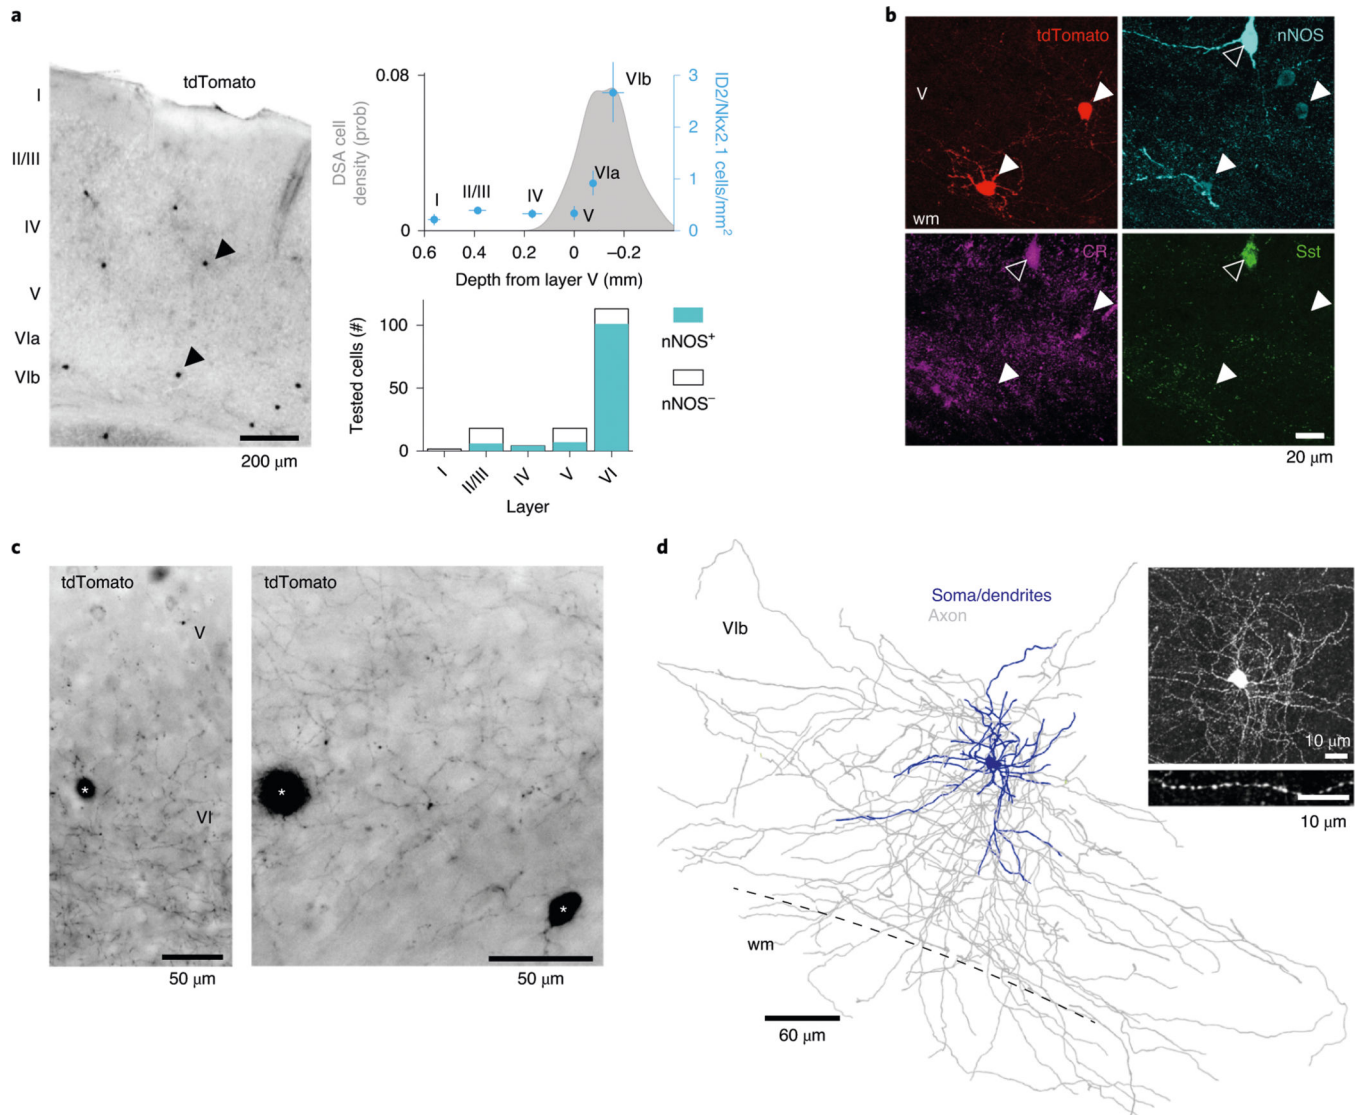 a
tdTomato
I
II/III
IV
V
VIa
VIb
200 μm
0.08
0
DSA cell
density (prob)
I
II/III
IV
V
VIa
VIb
3
2
1
0
ID2/Nkx2.1 cells/mm2
0.6
0.4
0.2
0
–0.2
Depth from layer V (mm)
Tested cells (#)
100
50
0
I
II/III
IV
V
VI
Layer
nNOS+
nNOS–
b
tdTomato
V
wm
nNOS
CR
Sst
20 μm
c
tdTomato
V
*
VI
50 μm
tdTomato
*
*
50 μm
d
Soma/dendrites
Axon
VIb
wm
60 μm
10 μm
10 μm